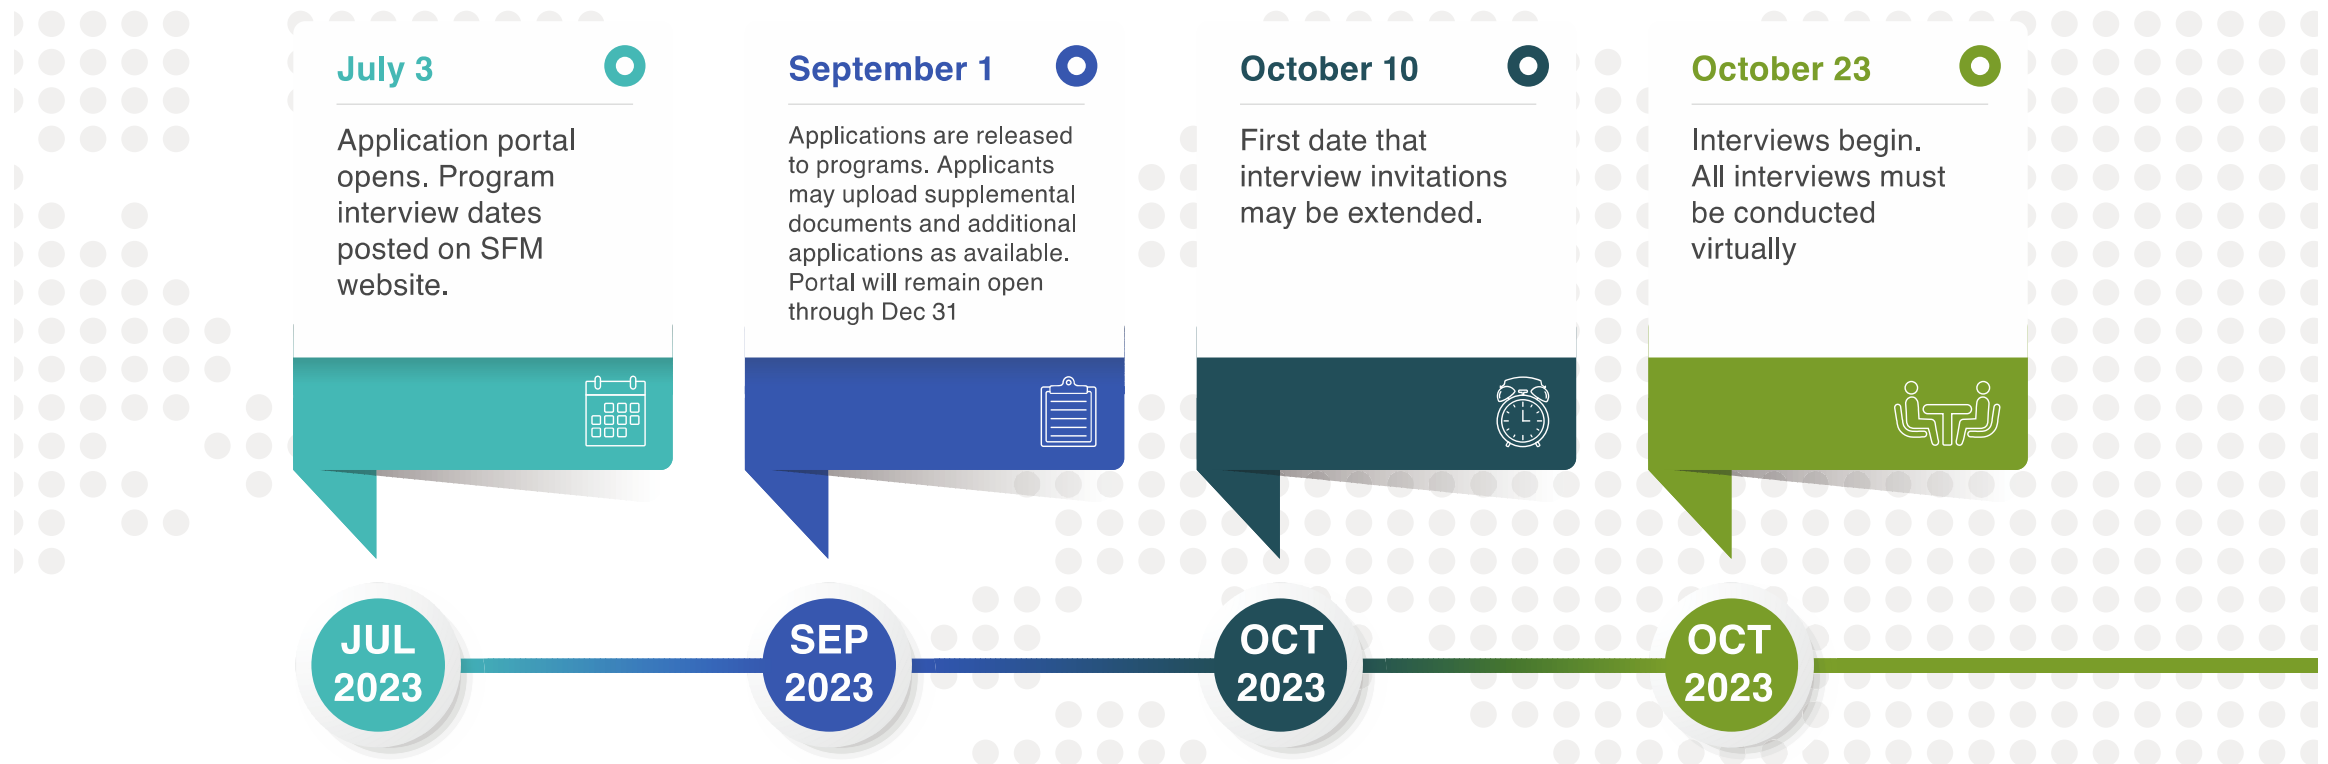 July 3
Application portal
opens. Program
interview dates
posted on SFM
website.
September 1
Applications are released
to programs. Applicants
may upload supplemental
documents and additional
applications as available.
Portal will remain open
through Dec 31
October 10
First date that
interview invitations
may be extended.
October 23
Interviews begin.
All interviews must
be conducted
virtually
JUL
2023
SEP
2023
OCT
2023
OCT
2023